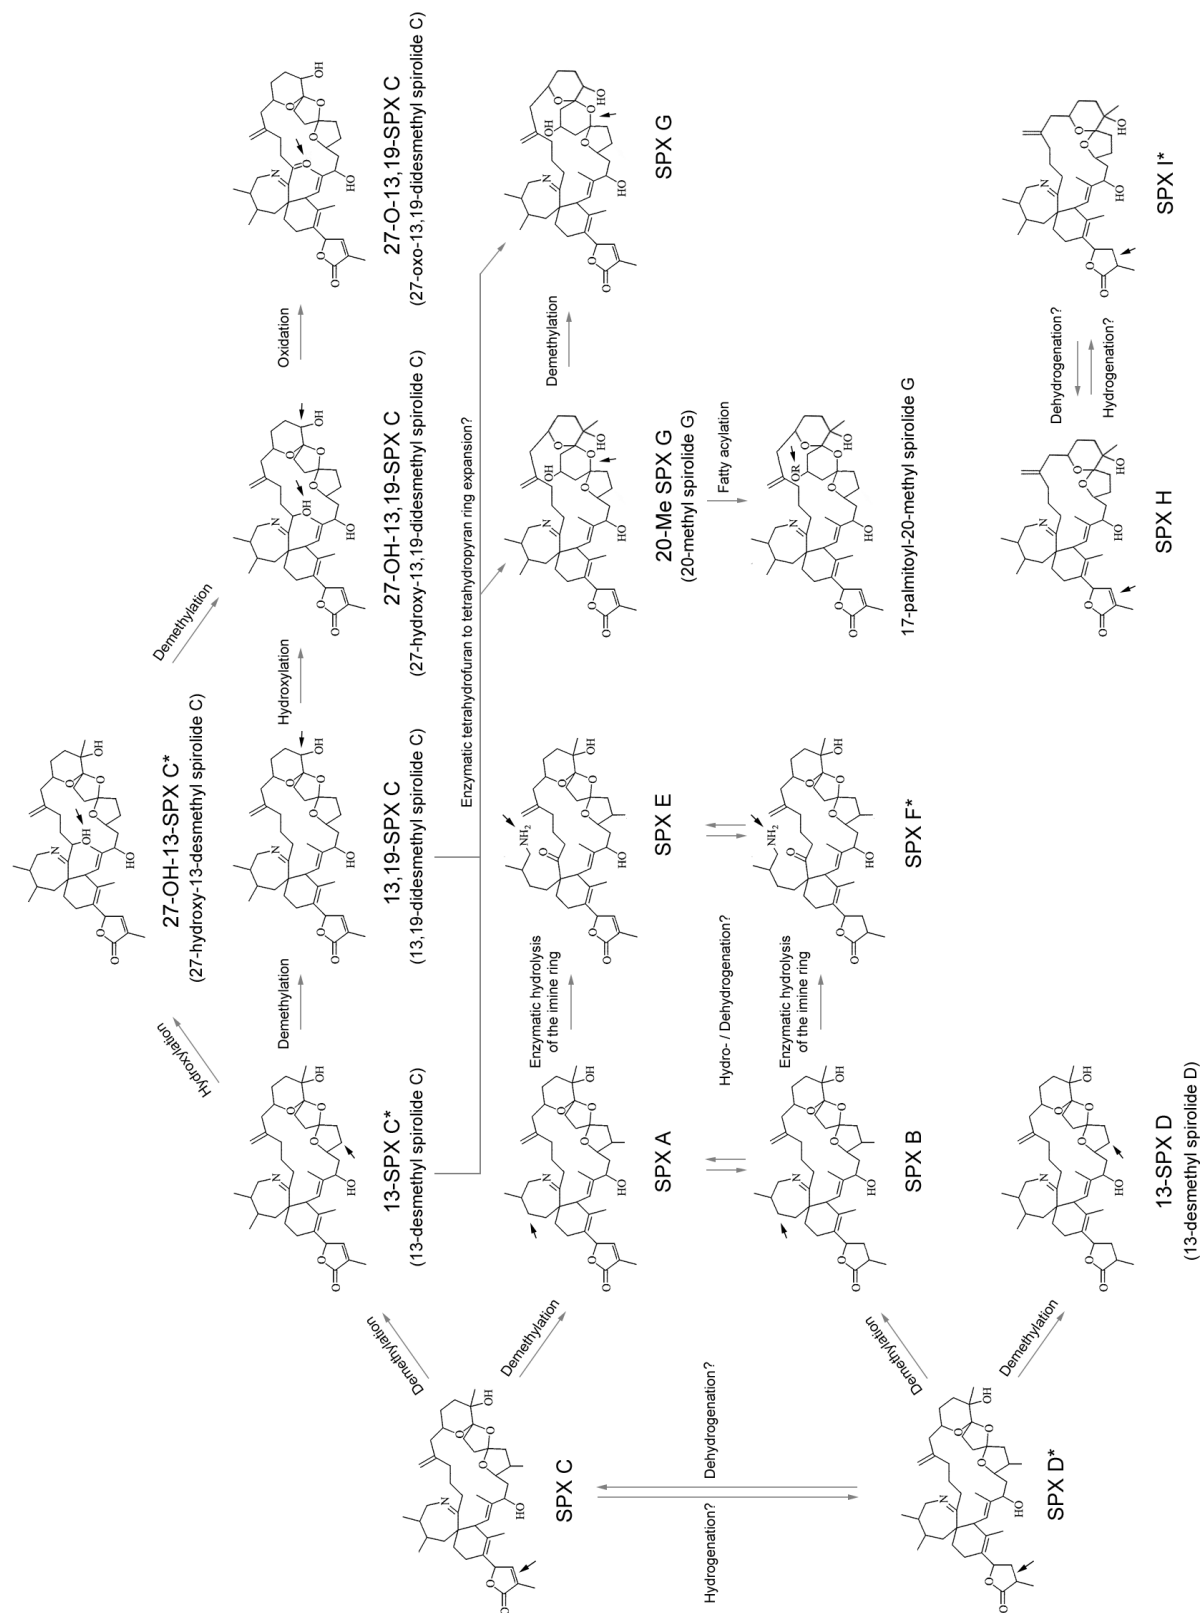 27-OH-13-SPX C*
(27-hydroxy-13-desmethyl spirolide C)
Hydroxylation
Demethylation
13-SPX C*
(13-desmethyl spirolide C)
Demethylation
13,19-SPX C
(13,19-didesmethyl spirolide C)
Hydroxylation
27-OH-13,19-SPX C
(27-hydroxy-13,19-didesmethyl spirolide C)
Oxidation
27-O-13,19-SPX C
(27-oxo-13,19-didesmethyl spirolide C)
Demethylation
Enzymatic tetrahydrofuran to tetrahydropyran ring expansion?
SPX C
Demethylation
SPX A
Enzymatic hydrolysis
of the imine ring
SPX E
20-Me SPX G
(20-methyl spirolide G)
Demethylation
SPX G
Fatty acylation
Hydrogenation?
Dehydrogenation?
Hydro- / Dehydrogenation?
SPX B
Enzymatic hydrolysis
of the imine ring
SPX F*
17-palmitoyl-20-methyl spirolide G
Demethylation
SPX D*
Demethylation
13-SPX D
(13-desmethyl spirolide D)
SPX H
Dehydrogenation?
Hydrogenation?
SPX I*